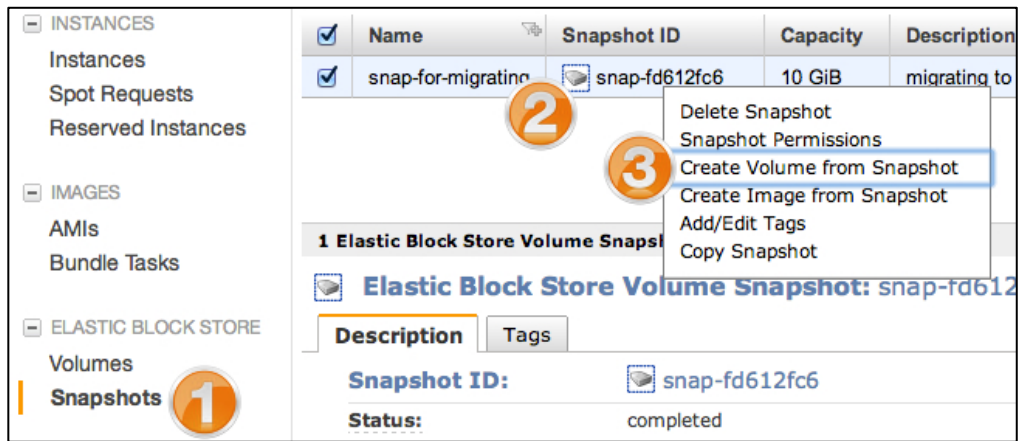 INSTANCES
Instances
Spot Requests
Reserved Instances
IMAGES
AMIs
Bundle Tasks
ELASTIC BLOCK STORE
Volumes
Snapshots
1
Name Snapshot ID Capacity Description
snap-for-migrating snap-fd612fc6 10 GiB migrating to
2
3
Delete Snapshot
Snapshot Permissions
Create Volume from Snapshot
Create Image from Snapshot
Add/Edit Tags
Copy Snapshot
1 Elastic Block Store Volume Snaps
Elastic Block Store Volume Snapshot: snap-fd612
Description Tags
Snapshot ID: snap-fd612fc6
Status: completed